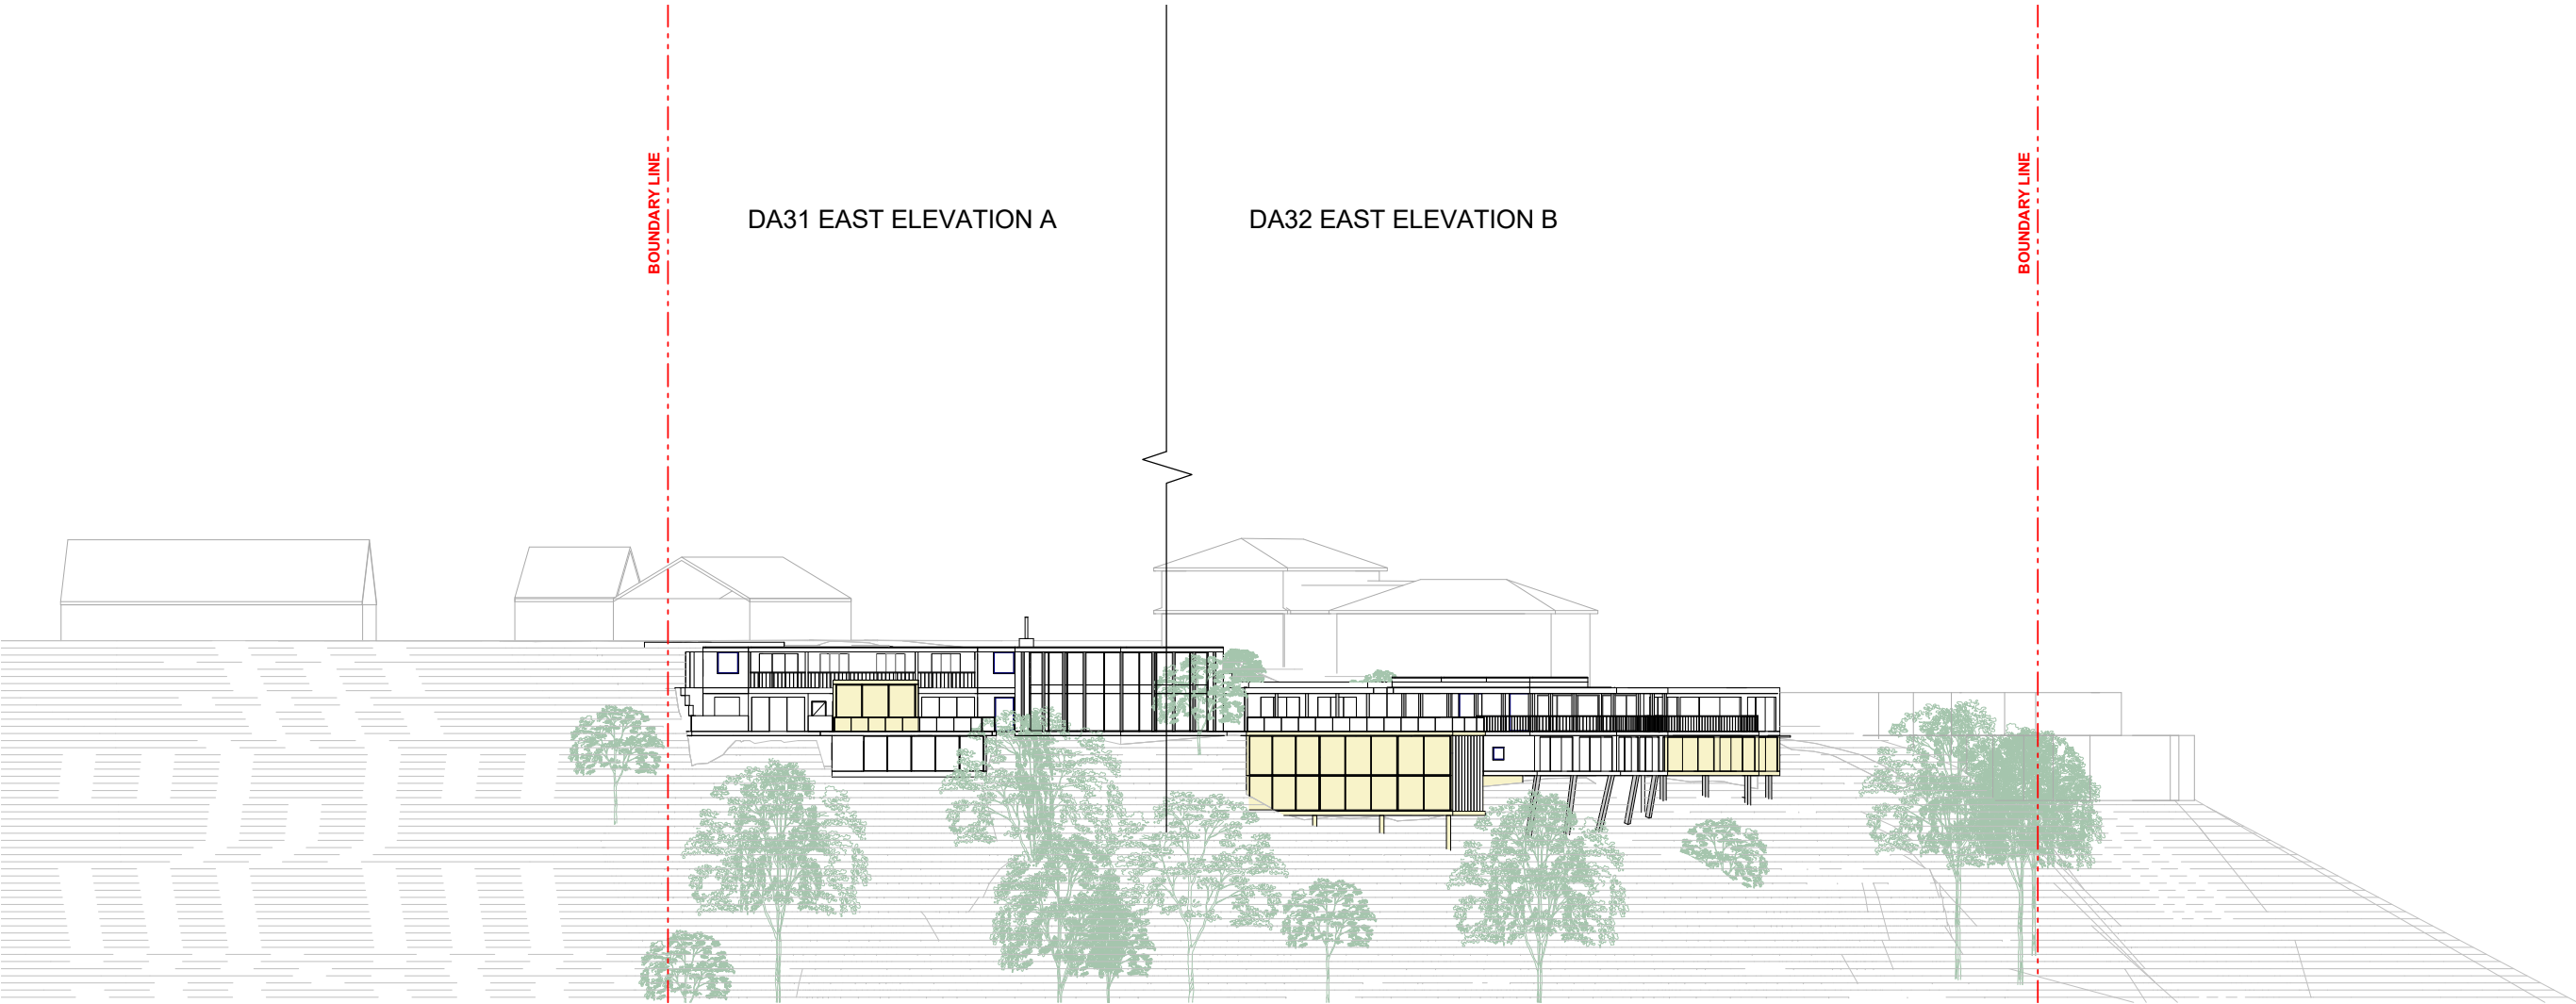 BOUNDARY LINE
DA31 EAST ELEVATION A
DA32 EAST ELEVATION B
BOUNDARY LINE